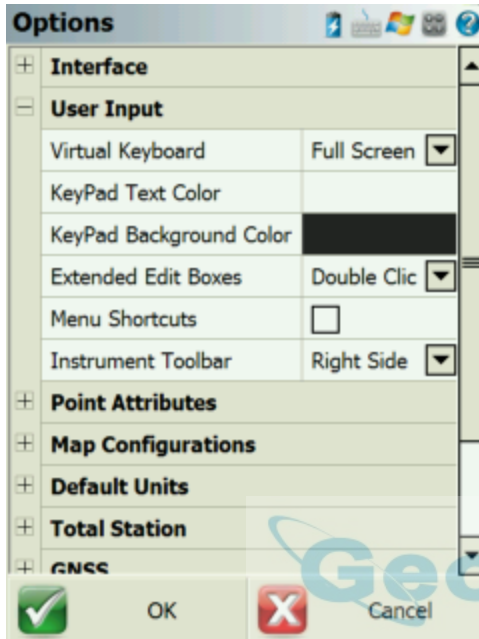 Options
Interface
User Input
Virtual Keyboard Full Screen
KeyPad Text Color
KeyPad Background Color
Extended Edit Boxes Double Clic
Menu Shortcuts
Instrument Toolbar Right Side
Point Attributes
Map Configurations
Default Units
Total Station
GNSS
Geo
OK Cancel